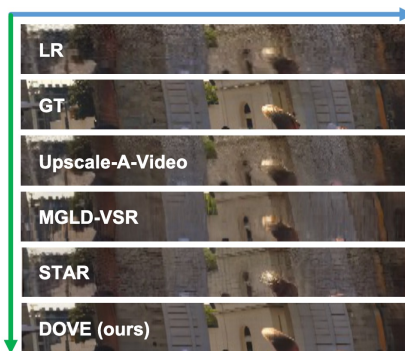 LR
GT
Upscale-A-Video
MGLD-VSR
STAR
DOVE (ours)